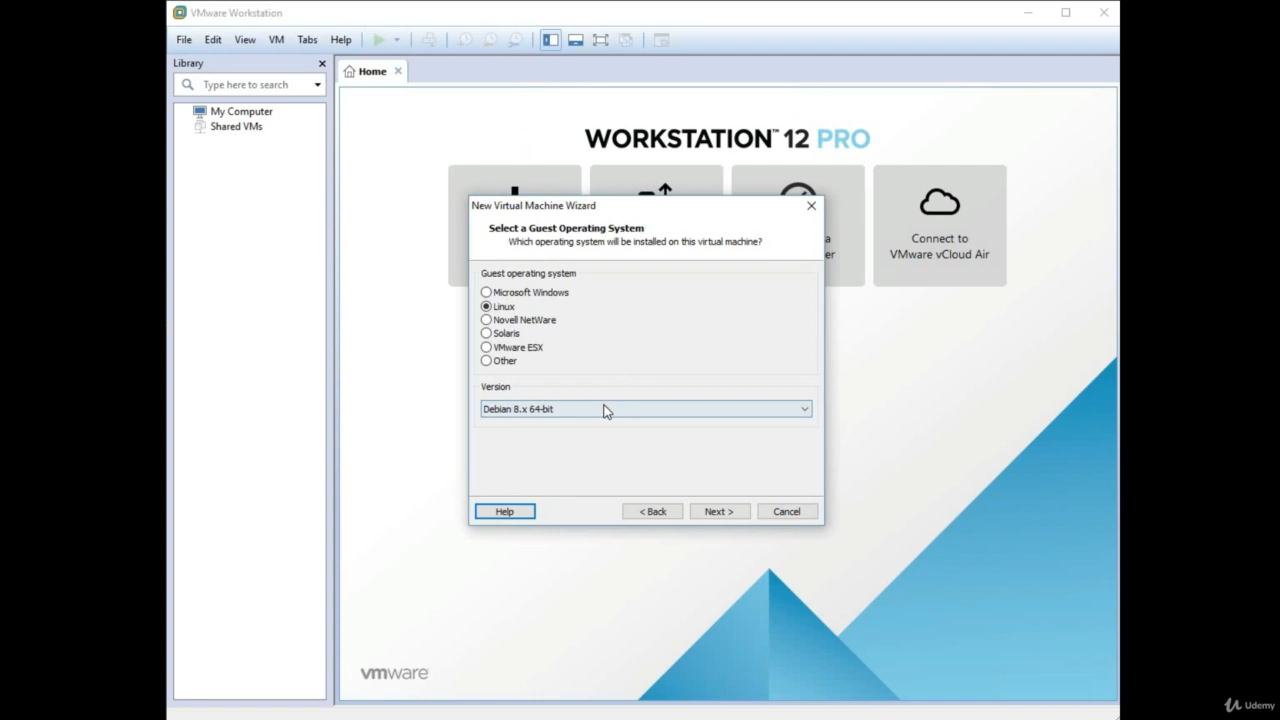 VMware Workstation
File Edit View VM Tabs Help
Library
Type here to search
My Computer
Shared VMs
Home
WORKSTATION™ 12 PRO
a
er
Connect to
VMware vCloud Air
New Virtual Machine Wizard
Select a Guest Operating System
Which operating system will be installed on this virtual machine?
Guest operating system
Microsoft Windows
Linux
Novell NetWare
Solaris
VMware ESX
Other
Version
Debian 8.x 64-bit
Help
< Back
Next >
Cancel
vmware
Udemy